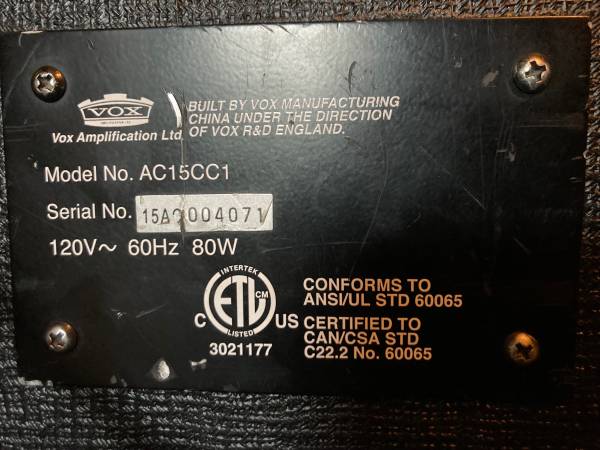 VOX
Vox Amplification Ltd.
BUILT BY VOX MANUFACTURING
CHINA UNDER THE DIRECTION
OF VOX R&D ENGLAND.
Model No. AC15CC1
Serial No.
120V～ 60Hz 80W
INTERTEK
ETL CM
C US
LISTED
3021177
CONFORMS TO
ANSI/UL STD 60065
CERTIFIED TO
CAN/CSA STD
C22.2 No. 60065